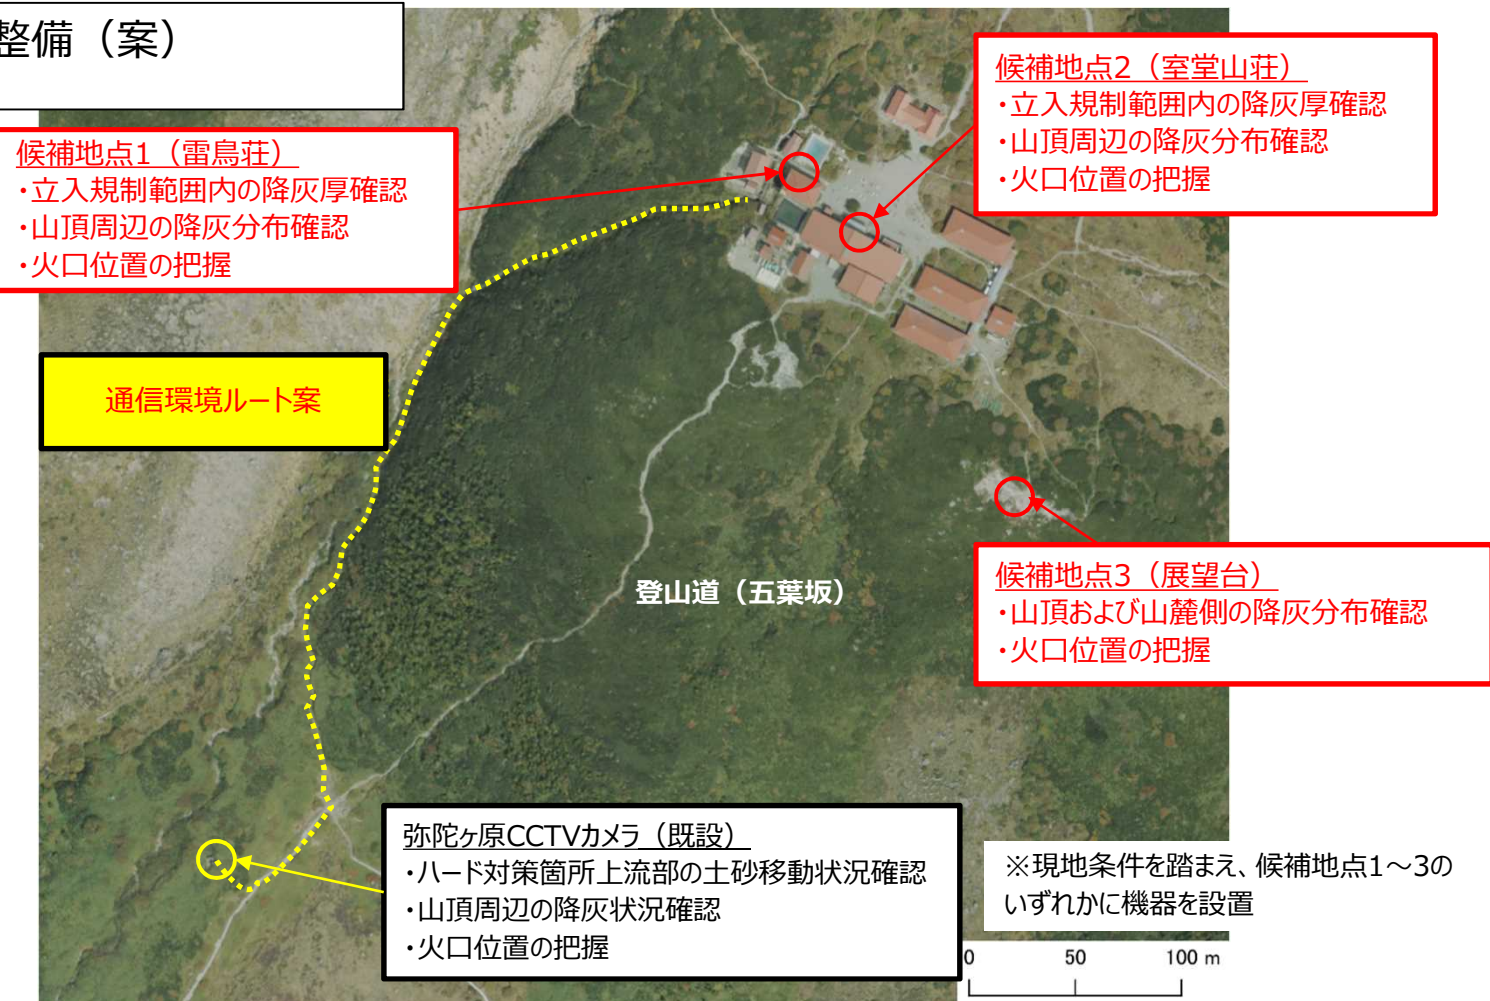 整備（案）
候補地点1（雷鳥荘）
・立入規制範囲内の降灰厚確認
・山頂周辺の降灰分布確認
・火口位置の把握
候補地点2（室堂山荘）
・立入規制範囲内の降灰厚確認
・山頂周辺の降灰分布確認
・火口位置の把握
通信環境ルート案
登山道（五葉坂）
候補地点3（展望台）
・山頂および山麓側の降灰分布確認
・火口位置の把握
弥陀ヶ原CCTVカメラ（既設）
・ハード対策箇所上流部の土砂移動状況確認
・山頂周辺の降灰状況確認
・火口位置の把握
※現地条件を踏まえ、候補地点1～3の
いずれかに機器を設置
0 50 100 m